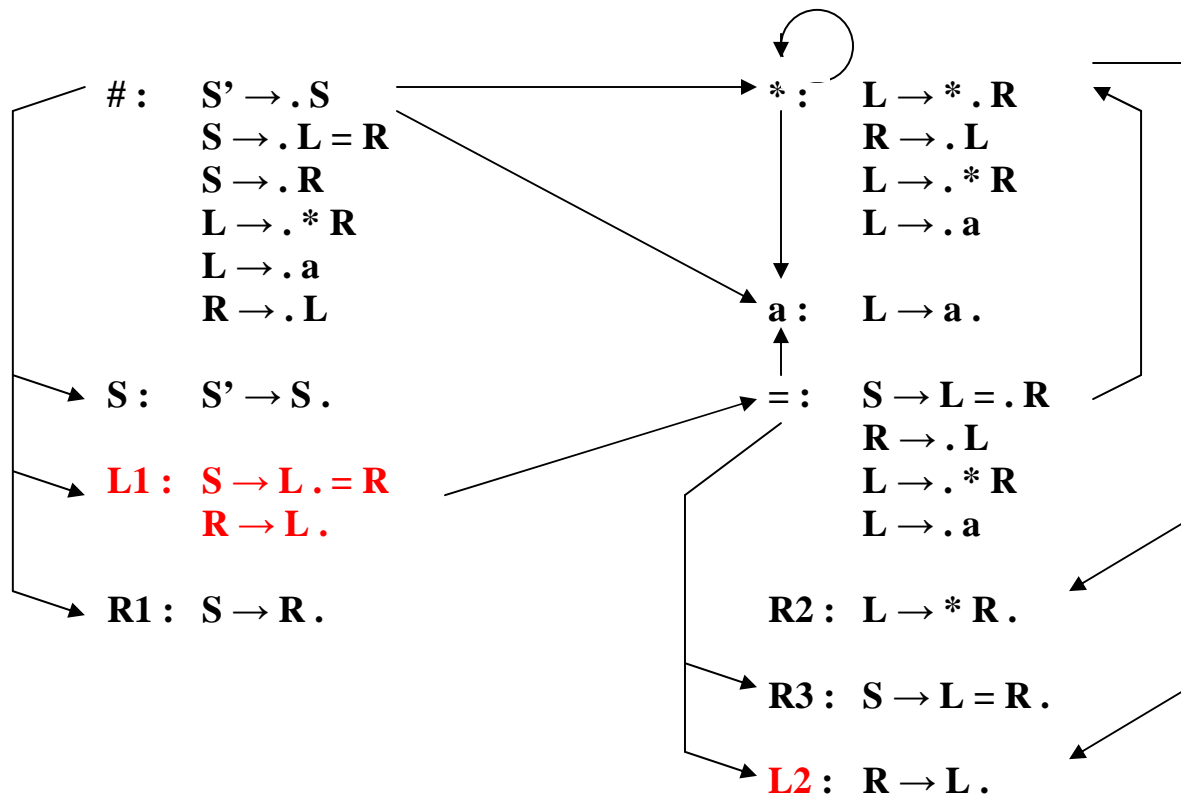 # : S’ → . S
S → . L = R
S → . R
L → . * R
L → . a
R → . L
S : S’ → S .
L1 : S → L . = R
R → L .
R1 : S → R .
* : L → * . R
R → . L
L → . * R
L → . a
a : L → a .
= : S → L = . R
R → . L
L → . * R
L → . a
R2 : L → * R .
R3 : S → L = R .
L2 : R → L .